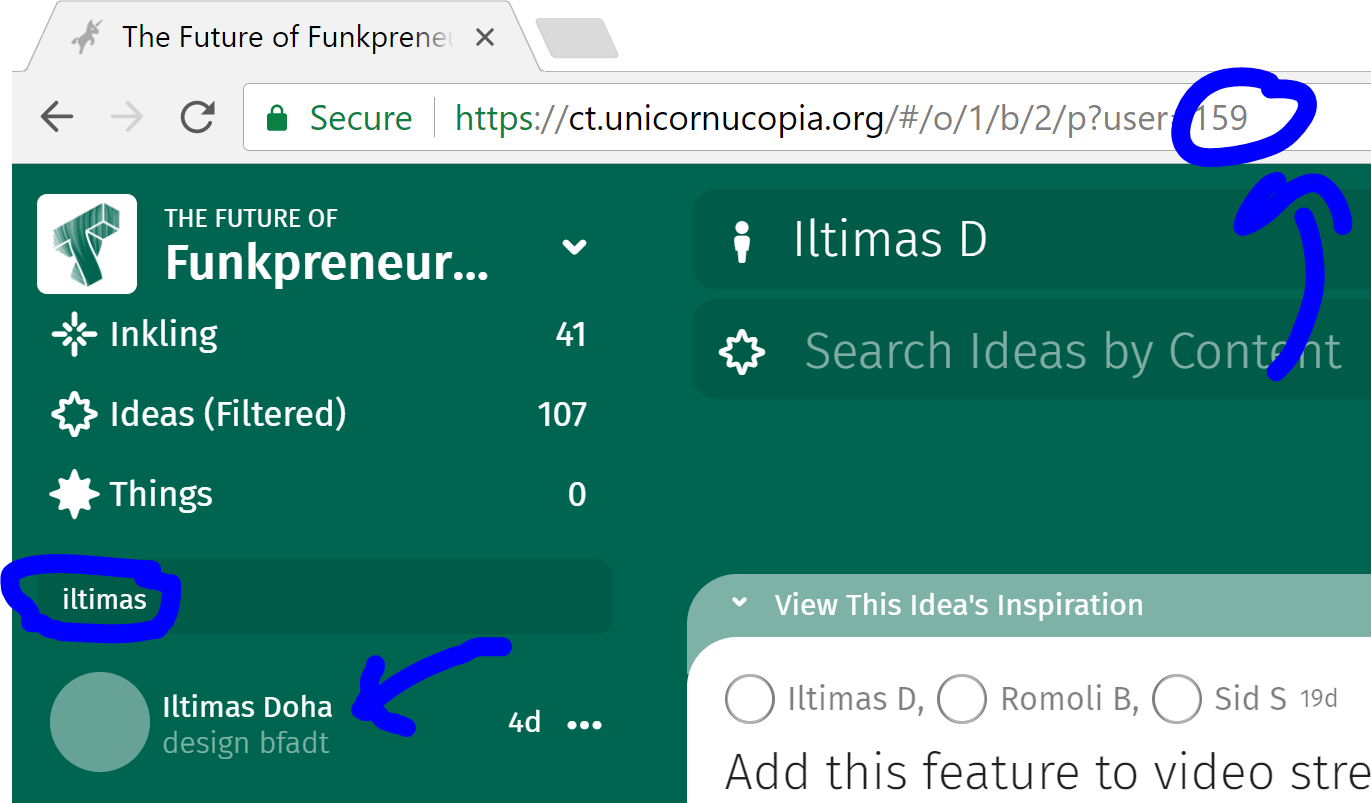 The Future of Funkpreneu
Secure https://ct.unicornucopia.org/#/o/1/b/2/p?user=159
THE FUTURE OF
Funkpreneur...
Inkling 41
Ideas (Filtered) 107
Things 0
iltimas
Iltimas Doha
design bfadt
4d
Iltimas D
Search Ideas by Content
View This Idea's Inspiration
Iltimas D, Romoli B, Sid S 19d
Add this feature to video stre